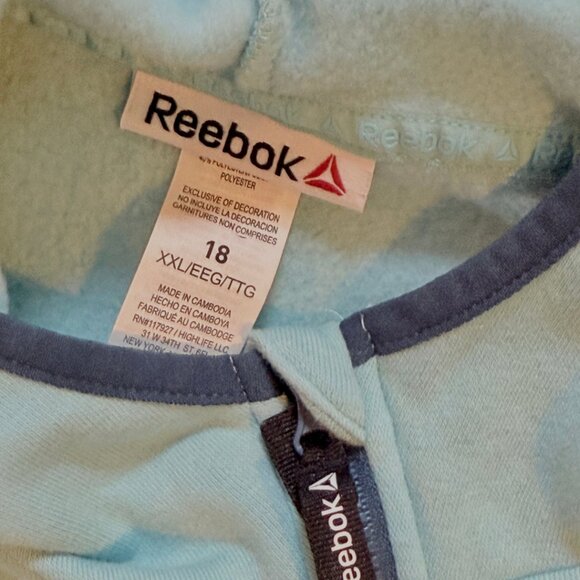 Reebok
Reebok
POLYESTER
EXCLUSIVE OF DECORATION
NO INCLUYE LA DECORACIÓN
GARNITURES NON COMPRISES
18
XXL/EEG/TTG
MADE IN CAMBODIA
HECHO EN CAMBOYA
FABRIQUÉ AU CAMBODGE
RN#117927 / HIGHLIFE LLC
31 W 34TH ST.
NEW YORK
Reebok